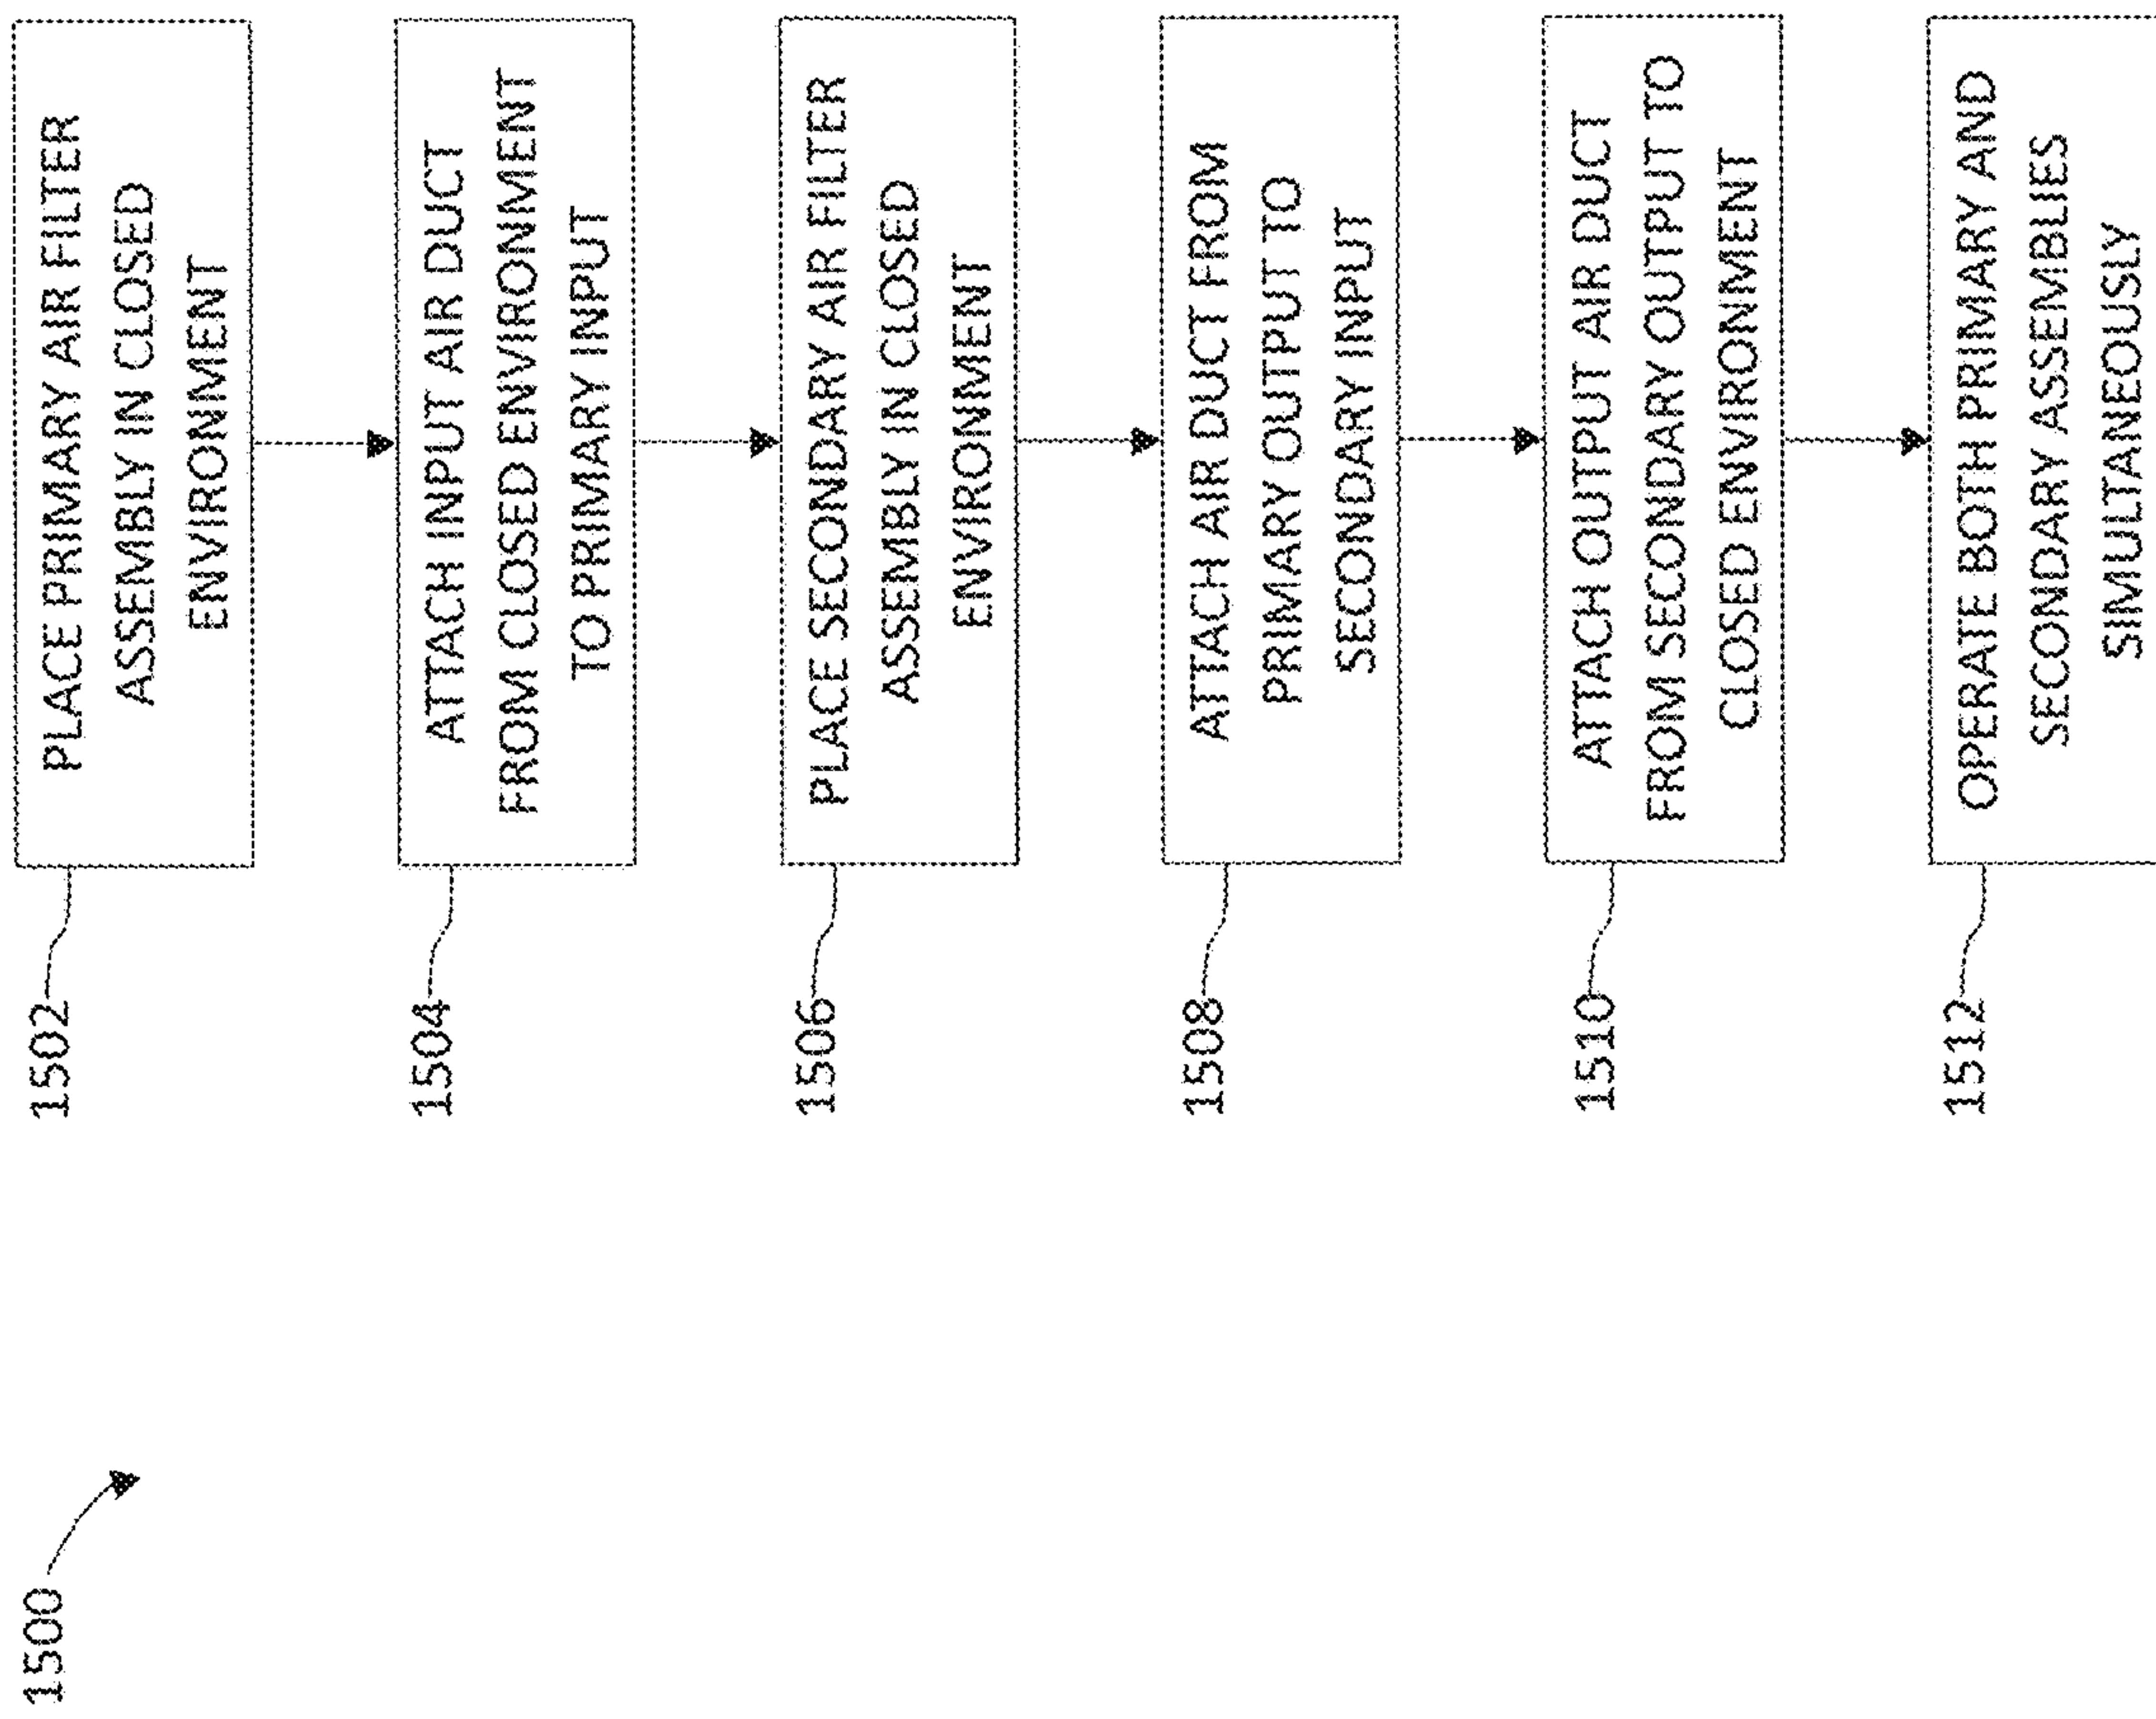 1500
1502
PLACE PRIMARY AIR FILTER
ASSEMBLY IN CLOSED
ENVIRONMENT
1504
ATTACH INPUT AIR DUCT
FROM CLOSED ENVIRONMENT
TO PRIMARY INPUT
1506
PLACE SECONDARY AIR FILTER
ASSEMBLY IN CLOSED
ENVIRONMENT
1508
ATTACH AIR DUCT FROM
PRIMARY OUTPUT TO
SECONDARY INPUT
1510
ATTACH OUTPUT AIR DUCT
FROM SECONDARY OUTPUT TO
CLOSED ENVIRONMENT
1512
OPERATE BOTH PRIMARY AND
SECONDARY ASSEMBLIES
SIMULTANEOUSLY